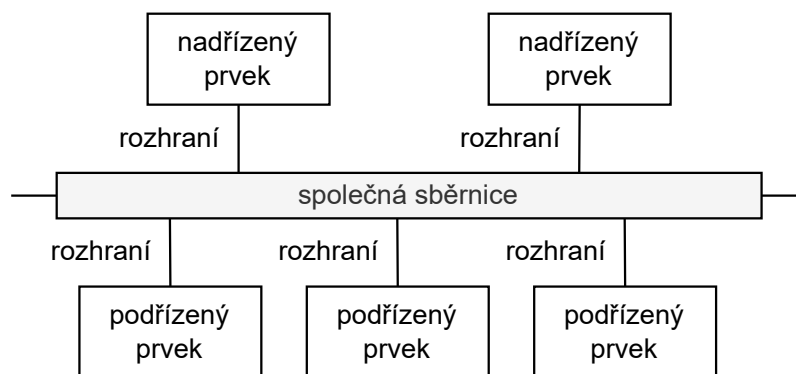 nadřízený
prvek
nadřízený
prvek
rozhraní
rozhraní
společná sběrnice
rozhraní
rozhraní
rozhraní
podřízený
prvek
podřízený
prvek
podřízený
prvek